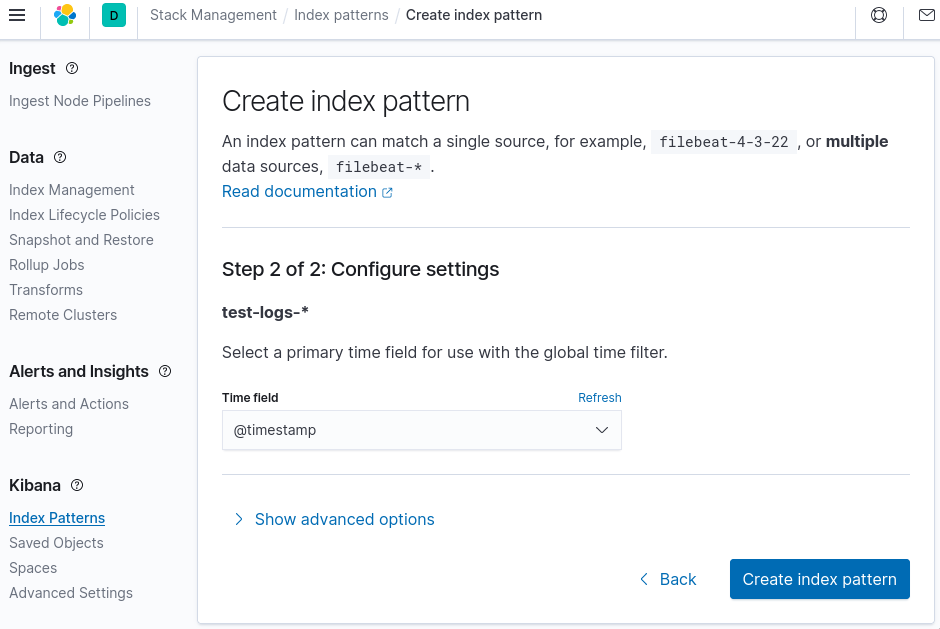 D
Stack Management / Index patterns / Create index pattern
Ingest
Ingest Node Pipelines
Data
Index Management
Index Lifecycle Policies
Snapshot and Restore
Rollup Jobs
Transforms
Remote Clusters
Alerts and Insights
Alerts and Actions
Reporting
Kibana
Index Patterns
Saved Objects
Spaces
Advanced Settings
Create index pattern
An index pattern can match a single source, for example, filebeat-4-3-22 , or multiple
data sources, filebeat-* .
Read documentation
Step 2 of 2: Configure settings
test-logs-*
Select a primary time field for use with the global time filter.
Time field Refresh
@timestamp
Show advanced options
Back Create index pattern